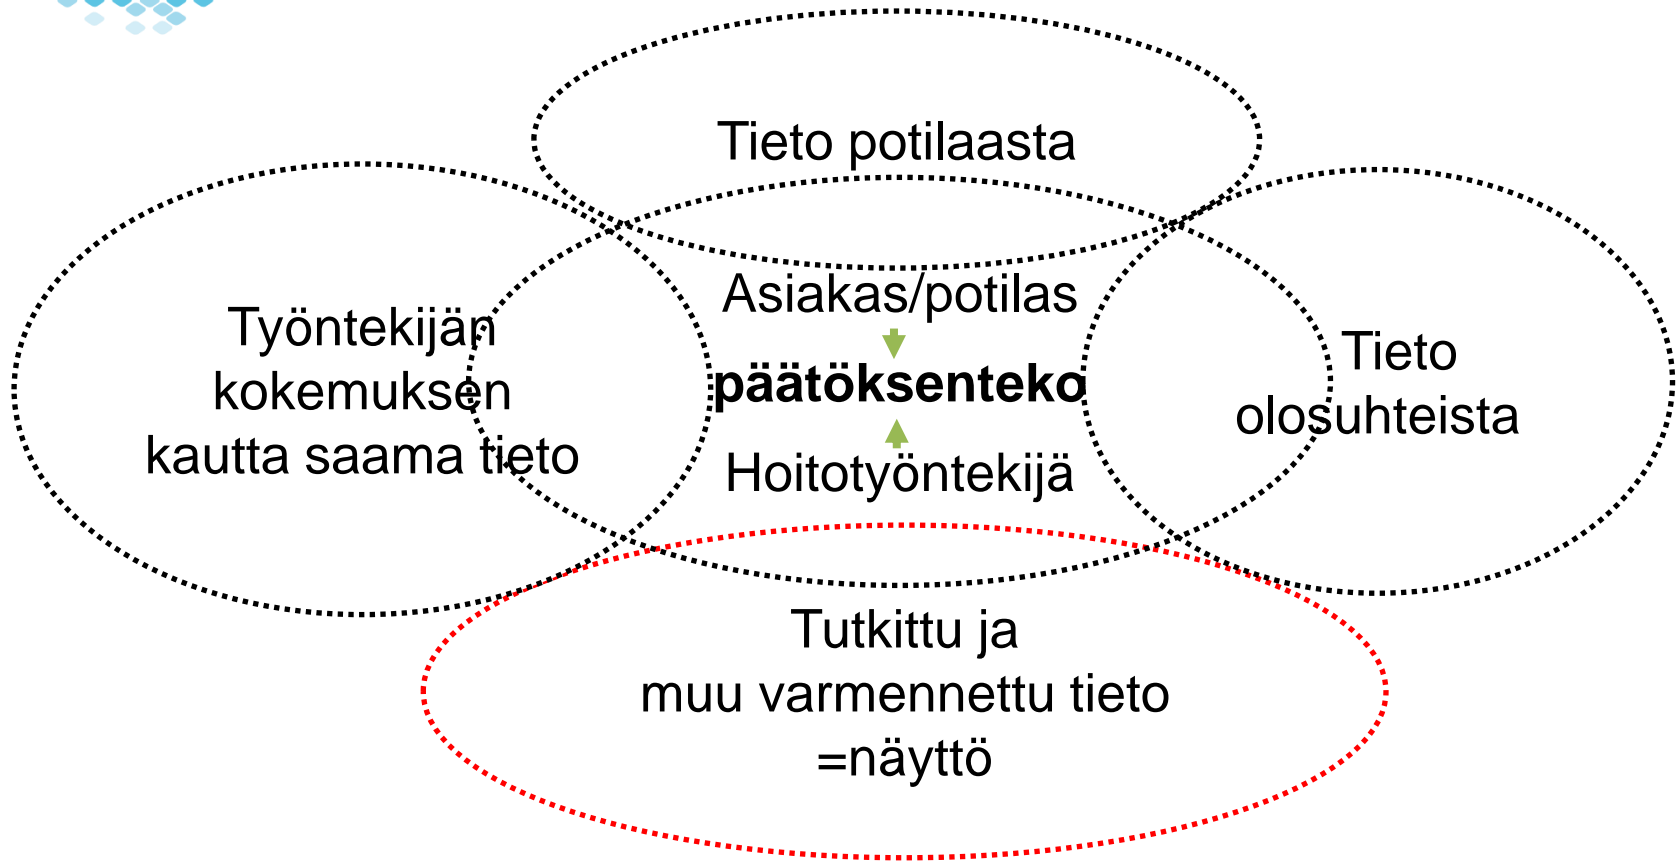 Tieto potilaasta
Työntekijän
kokemuksen
kautta saama tieto
Asiakas/potilas
päätöksenteko
Hoitotyöntekijä
Tieto
olosuhteista
Tutkittu ja
muu varmennettu tieto
=näyttö